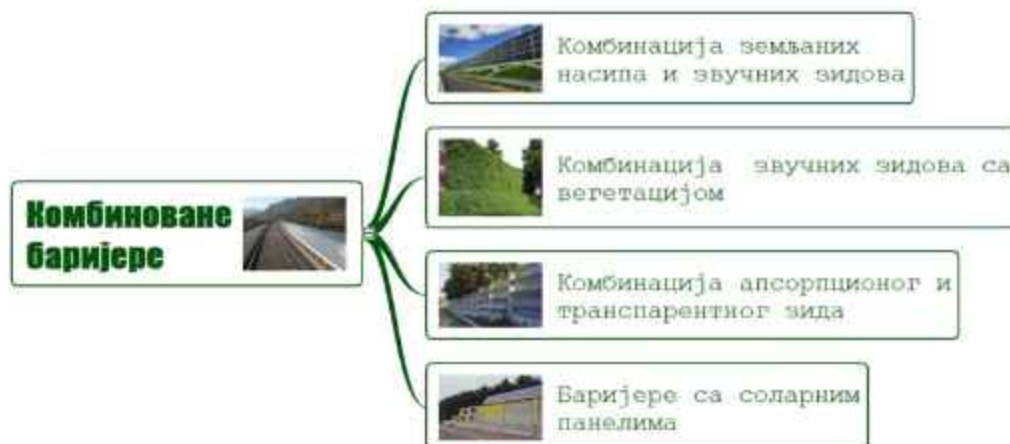 Комбинација земљаних
насипа и звучних зидова
Комбинација звучних зидова са
вегетацијом
Комбиноване
баријере
Комбинација апсорпционог и
транспарентног зида
Баријере са соларним
панелима